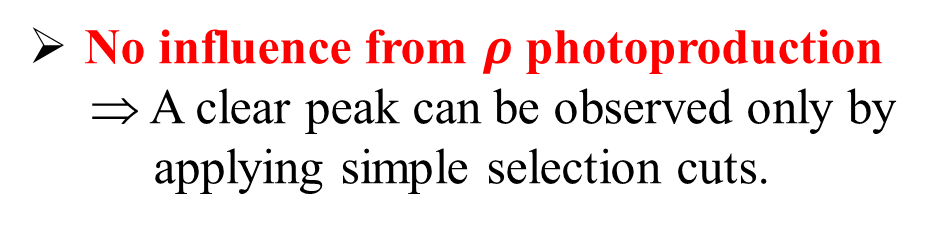 ➢ No influence from ρ photoproduction
⇒ A clear peak can be observed only by
applying simple selection cuts.